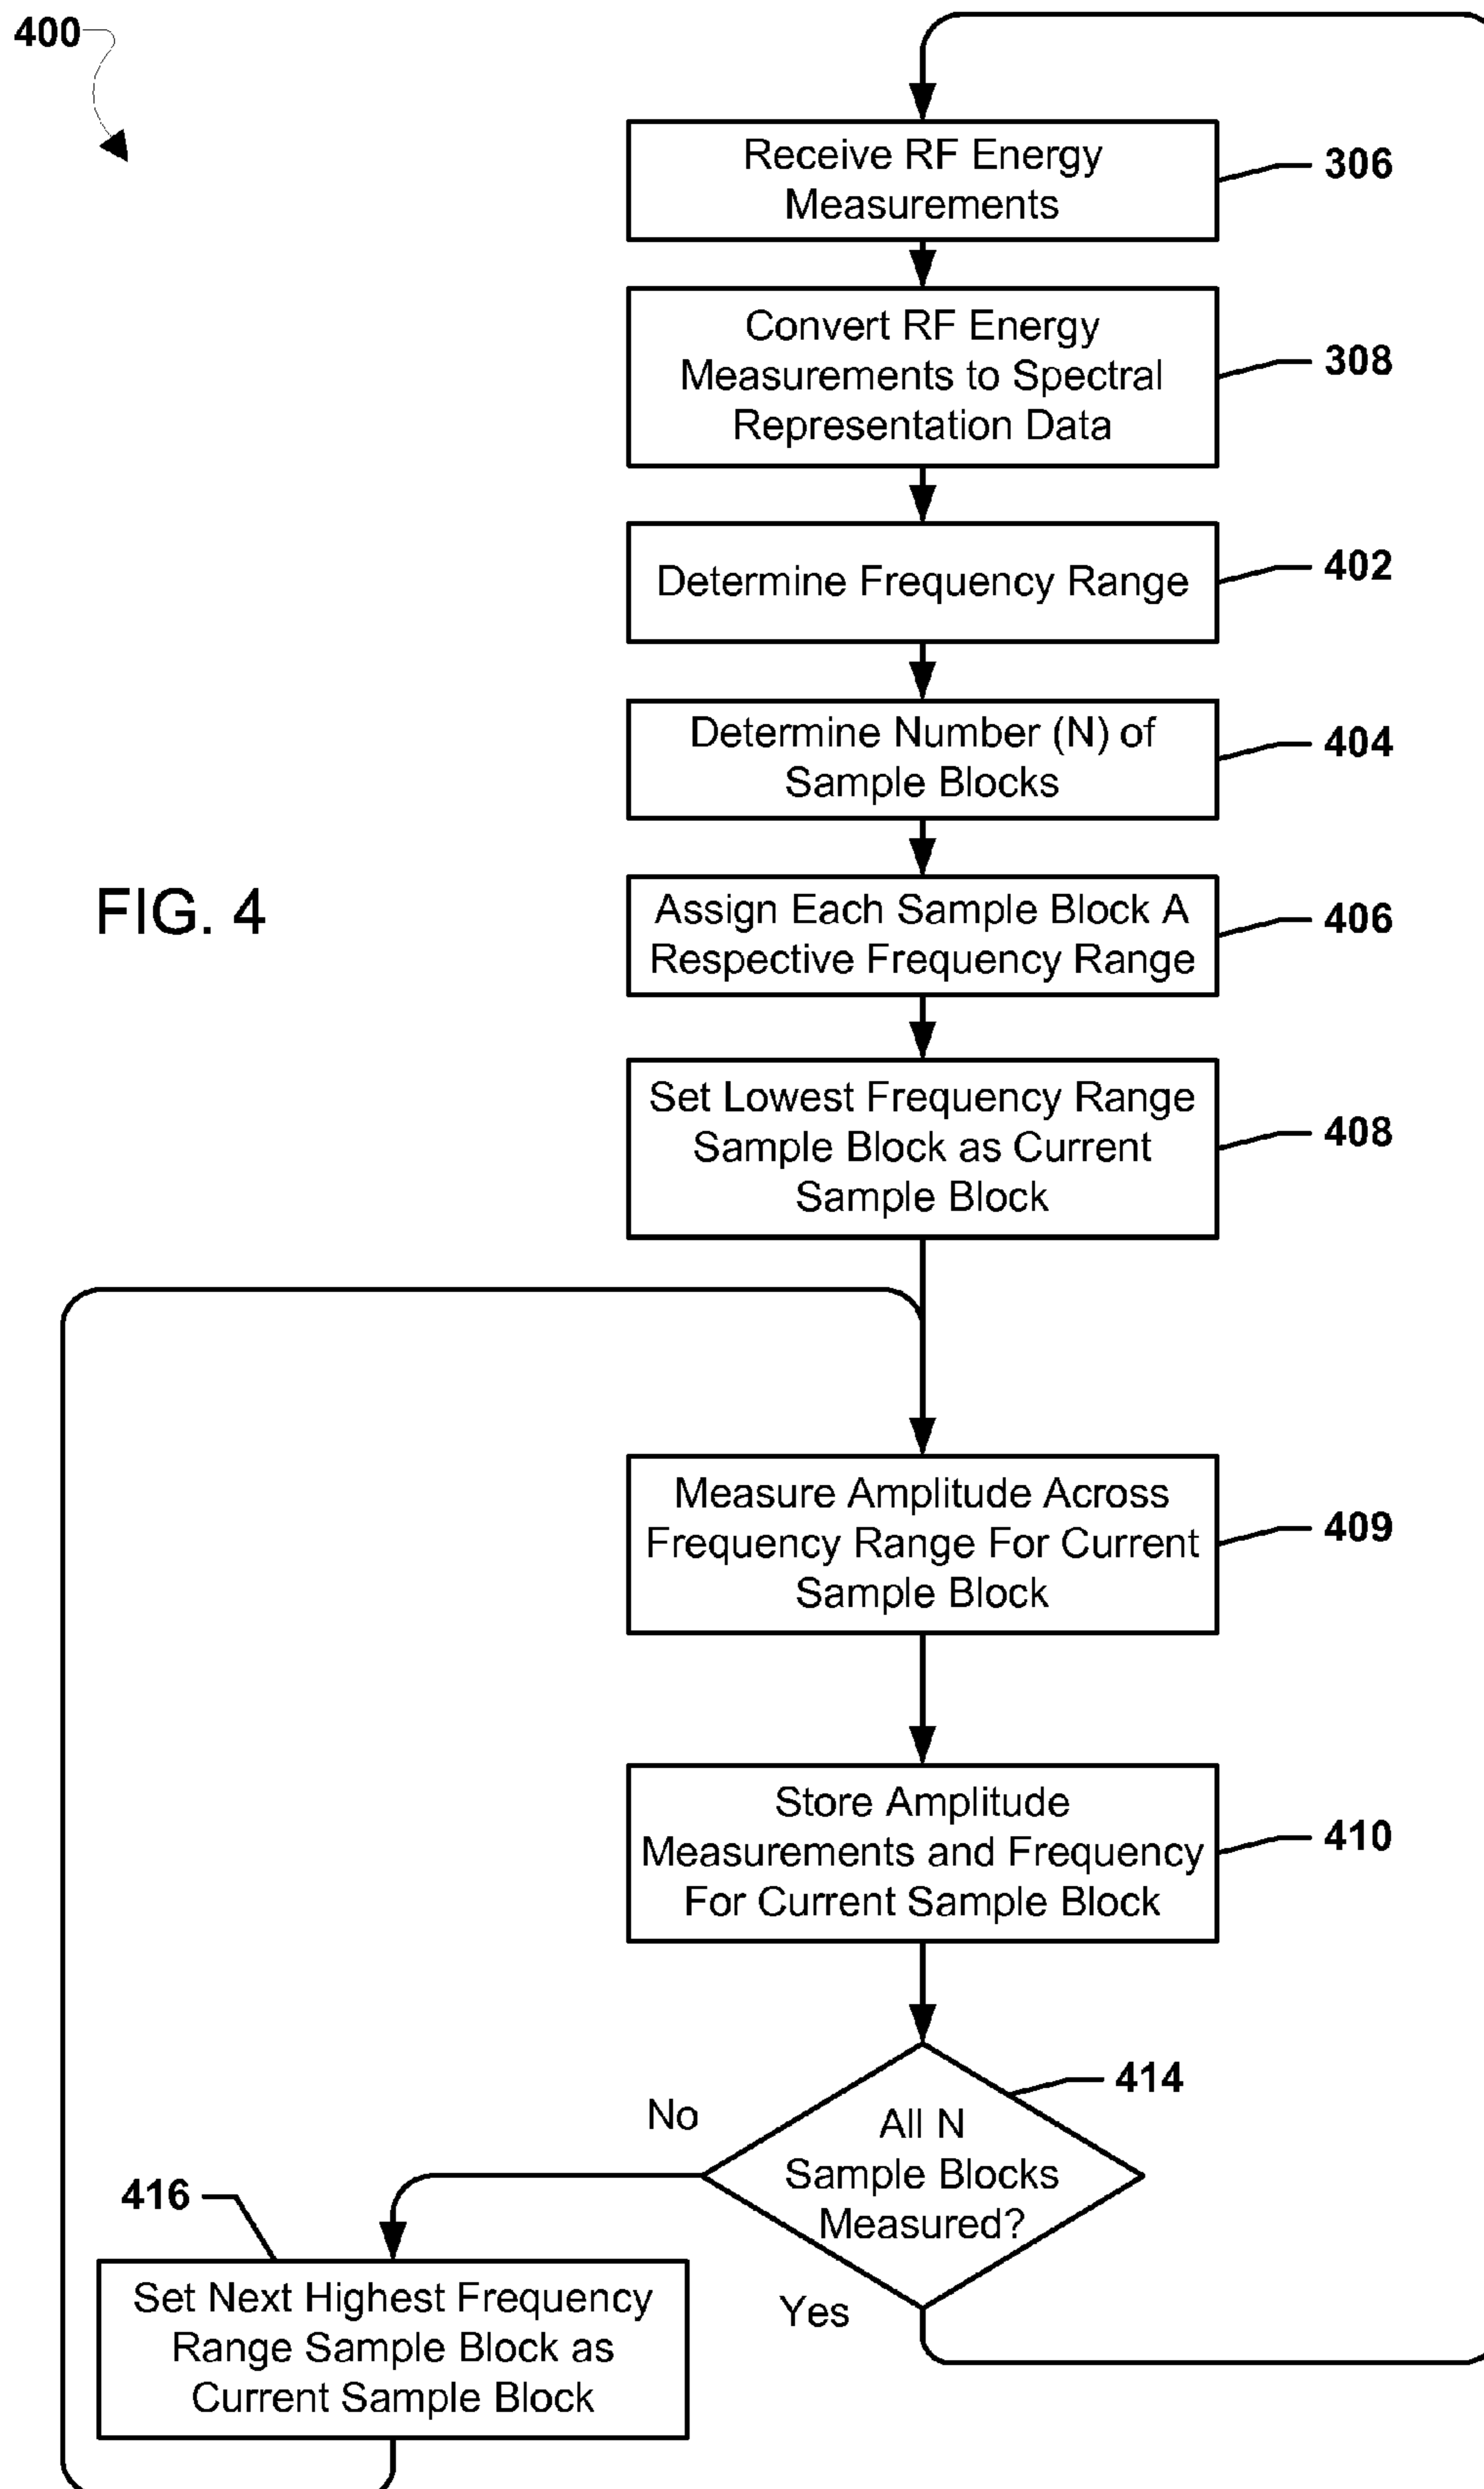 400
Receive RF Energy
Measurements
306
Convert RF Energy
Measurements to Spectral
Representation Data
308
Determine Frequency Range
402
Determine Number (N) of
Sample Blocks
404
FIG. 4
Assign Each Sample Block A
Respective Frequency Range
406
Set Lowest Frequency Range
Sample Block as Current
Sample Block
408
Measure Amplitude Across
Frequency Range For Current
Sample Block
409
Store Amplitude
Measurements and Frequency
For Current Sample Block
410
414
No
All N
Sample Blocks
Measured?
Yes
416
Set Next Highest Frequency
Range Sample Block as
Current Sample Block